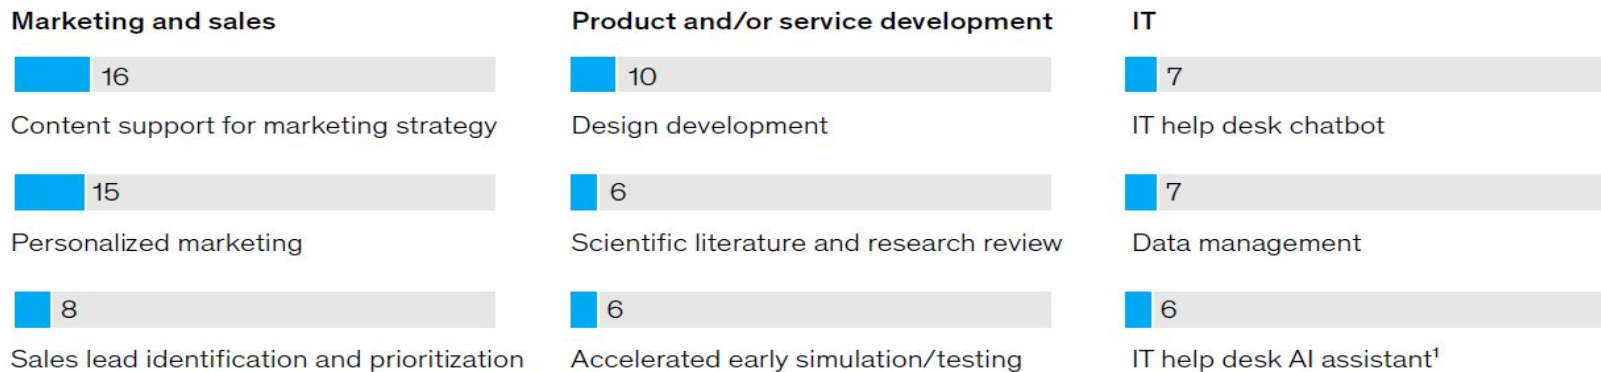 Marketing and sales
16
Content support for marketing strategy
15
Personalized marketing
8
Sales lead identification and prioritization
Product and/or service development
10
Design development
6
Scientific literature and research review
6
Accelerated early simulation/testing
IT
7
IT help desk chatbot
7
Data management
6
IT help desk AI assistant¹